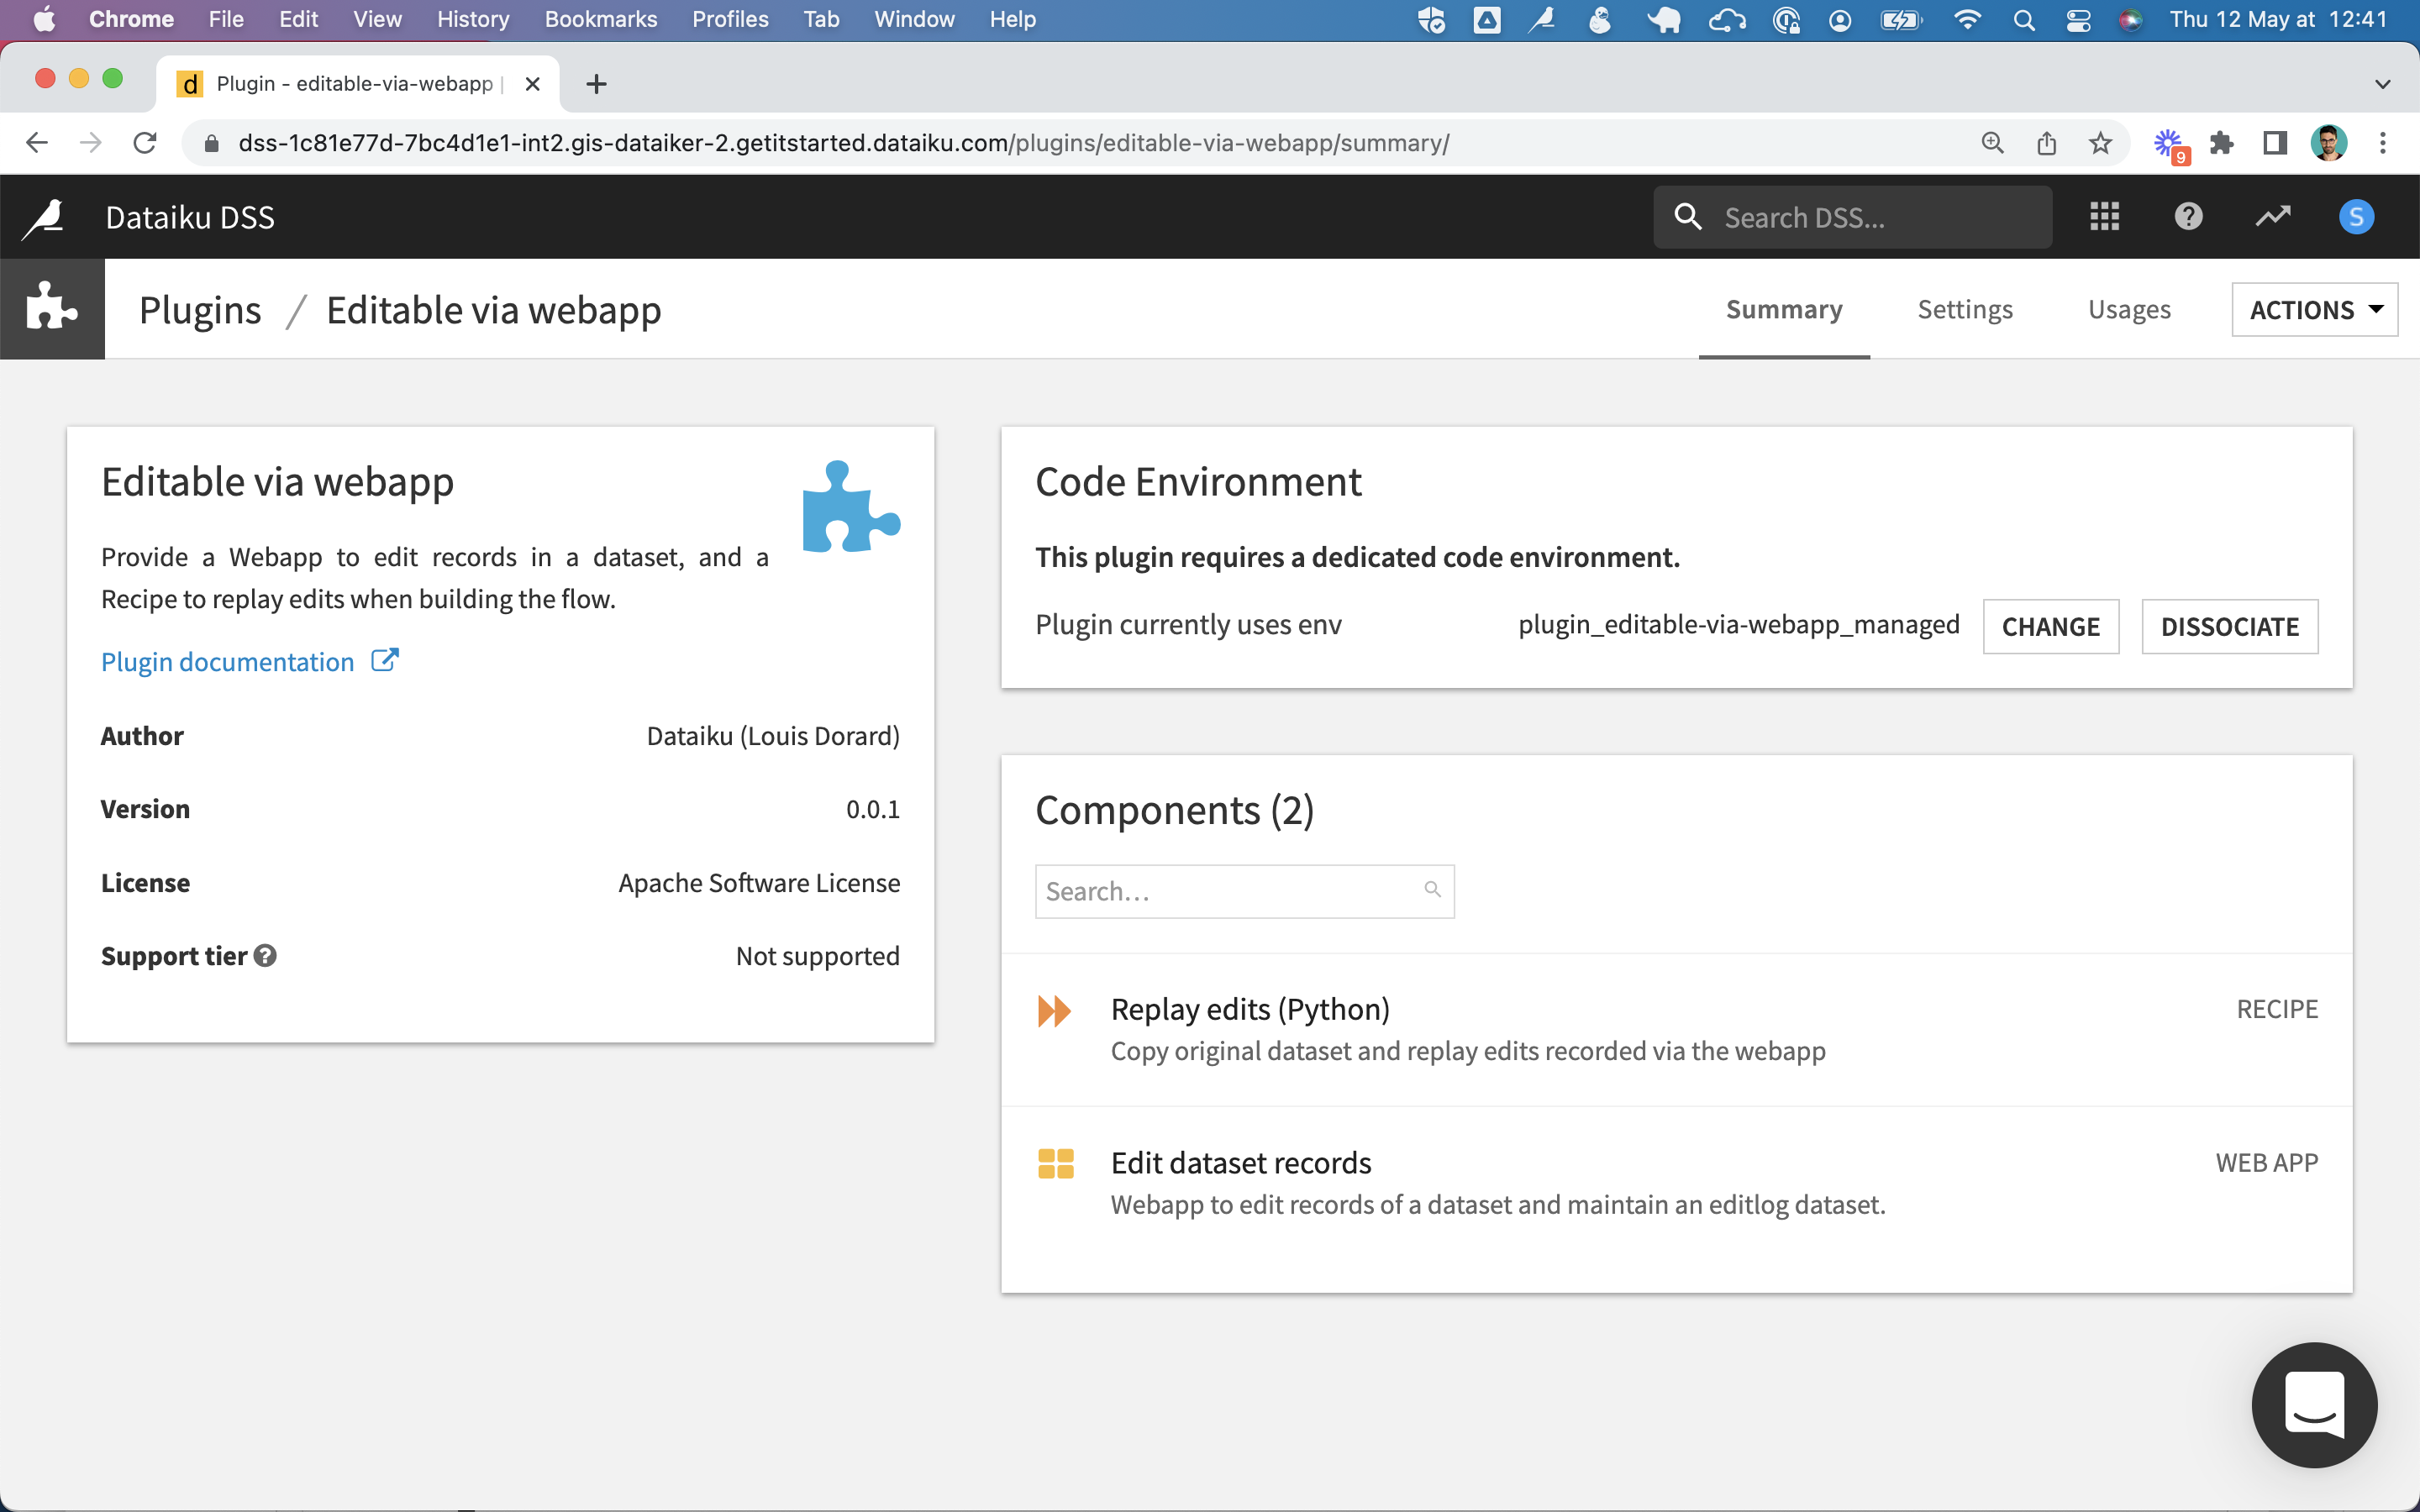 Chrome File Edit View History Bookmarks Profiles Tab Window Help Thu 12 May at 12:41
d Plugin - editable-via-webapp |
dss-1c81e77d-7bc4d1e1-int2.gis-dataiker-2.getitstarted.dataiku.com/plugins/editable-via-webapp/summary/
9
Dataiku DSS
Search DSS...
S
Plugins / Editable via webapp
Summary Settings Usages ACTIONS
Editable via webapp
Provide a Webapp to edit records in a dataset, and a
Recipe to replay edits when building the flow.
Plugin documentation
Author Dataiku (Louis Dorard)
Version 0.0.1
License Apache Software License
Support tier ? Not supported
Code Environment
This plugin requires a dedicated code environment.
Plugin currently uses env plugin_editable-via-webapp_managed CHANGE DISSOCIATE
Components (2)
Search...
Replay edits (Python) RECIPE
Copy original dataset and replay edits recorded via the webapp
Edit dataset records WEB APP
Webapp to edit records of a dataset and maintain an editlog dataset.